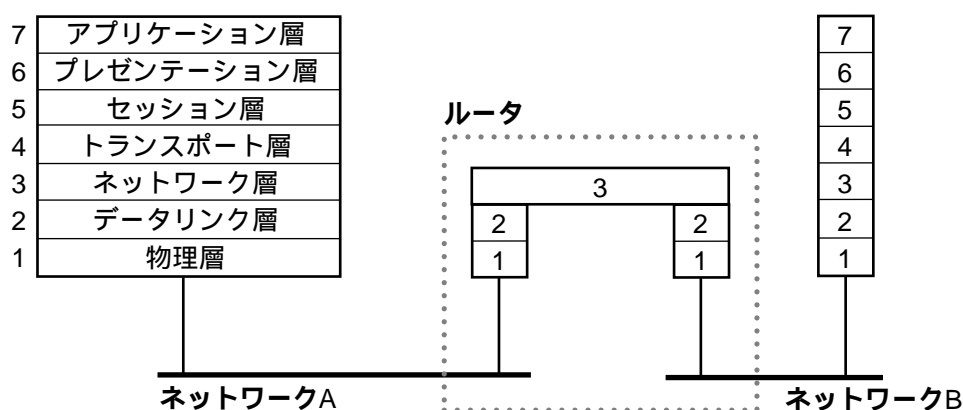 7 アプリケーション層
6 プレゼンテーション層
5 セッション層
4 トランスポート層
3 ネットワーク層
2 データリンク層
1 物理層
ルータ
3
2 2
1 1
7
6
5
4
3
2
1
ネットワークA
ネットワークB